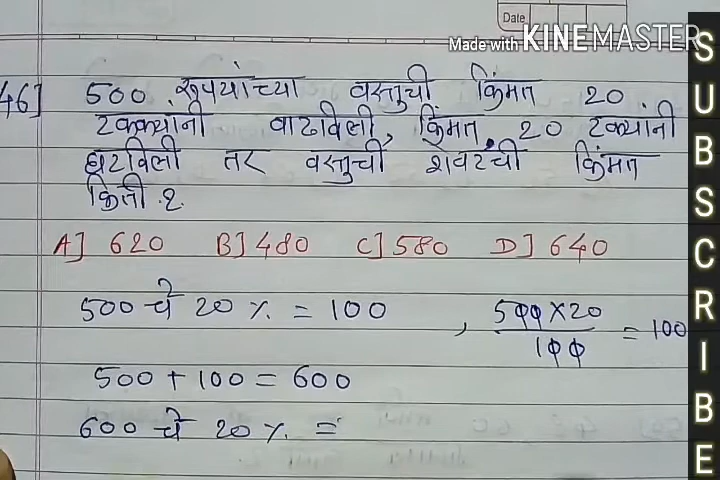 Date
Made with KINEMASTER
46] 500 रूपयांच्या वस्तुची किंमत 20
टक्क्यांनी वाढविली, किंमत 20 टक्यांनी
घटविली तर वस्तुची शेवटची किंमत
किती ?
A] 620 B] 480 C] 580 D] 640
500 चे 20 % = 100 , 500 x 20 / 100 = 100
500 + 100 = 600
600 चे 20 % =
SUBSCRIBE